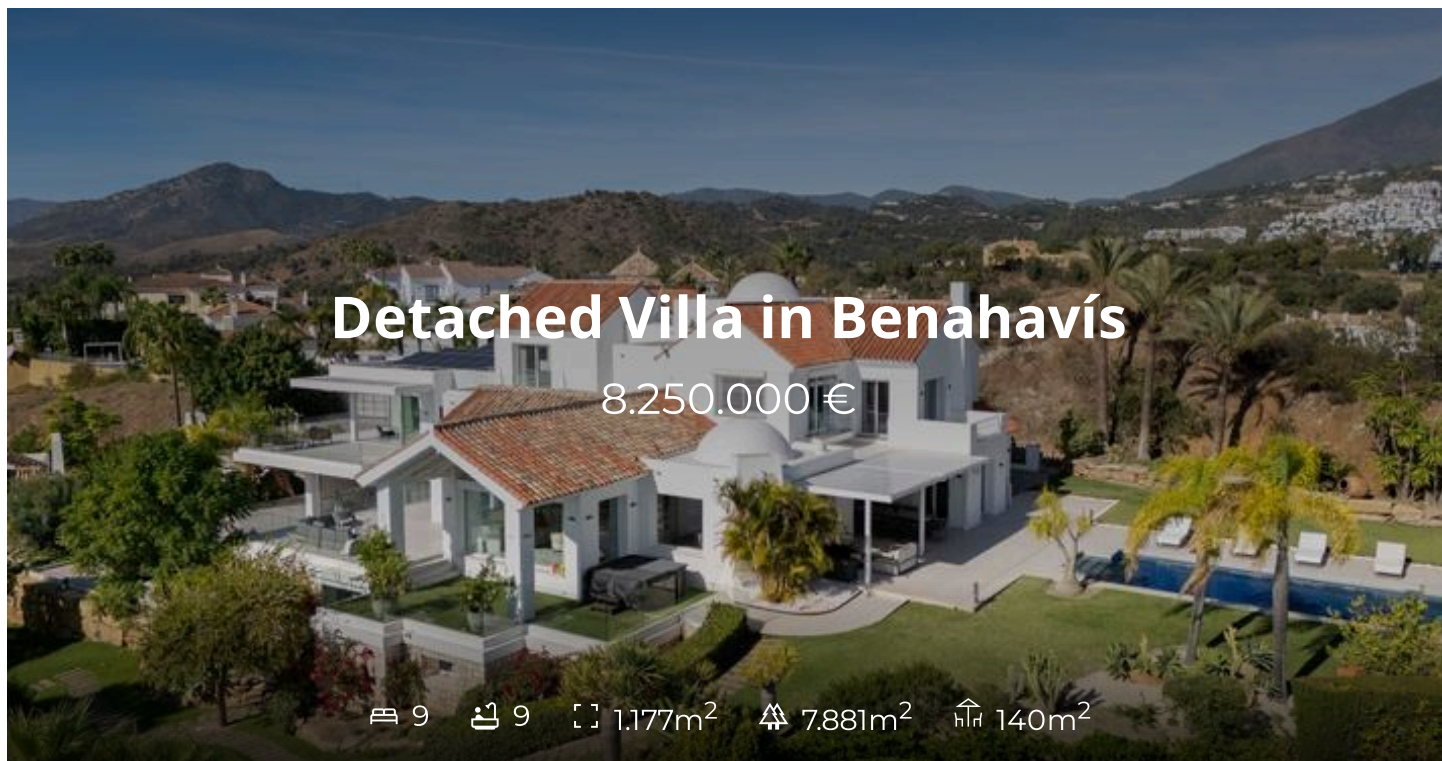 Detached Villa in Benahavís
8.250.000 €
9 9 1.177m² 7.881m² 140m²